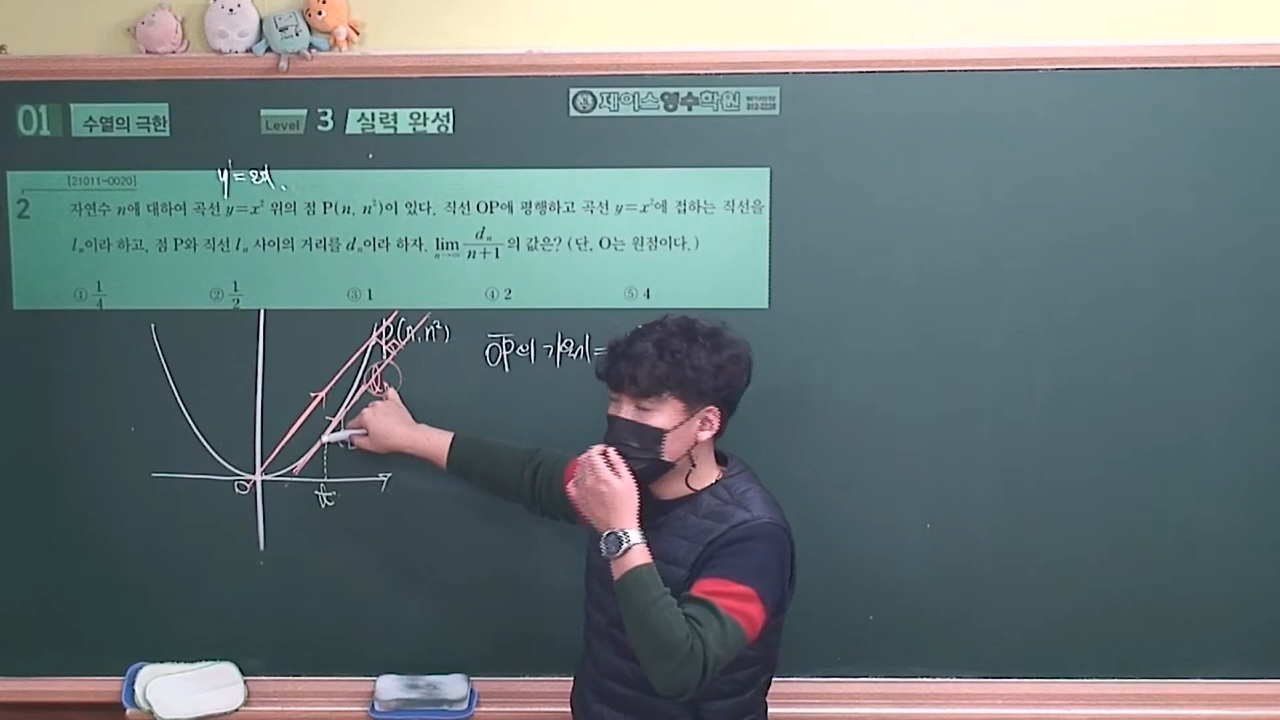 01 수열의 극한
Level 3 실력 완성
제이스영수학원
[21011-0020]
y'=2x.
2 자연수 n에 대하여 곡선 y=x² 위의 점 P(n, n²)이 있다. 직선 OP에 평행하고 곡선 y=x²에 접하는 직선을
lₙ이라 하고, 점 P와 직선 lₙ 사이의 거리를 dₙ이라 하자. lim n→∞ dₙ/n+1의 값은? (단, O는 원점이다.)
① 1/4 ② 1/2 ③ 1 ④ 2 ⑤ 4
P(n, n²)
OP의 기울기=
O
t